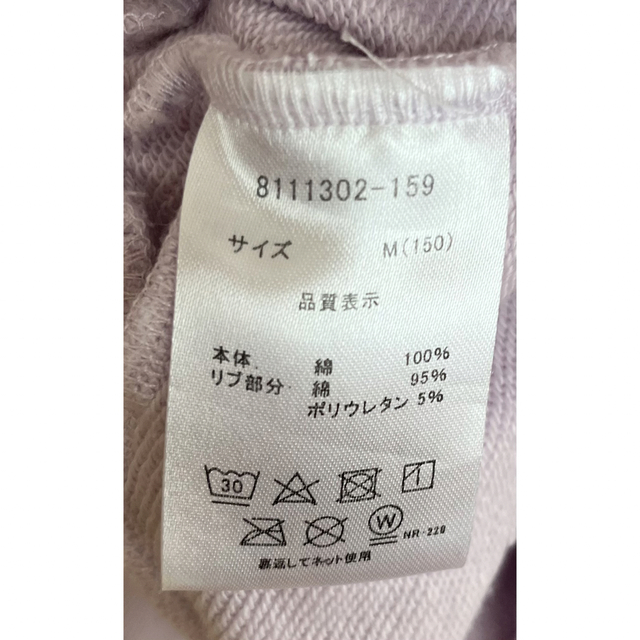 8111302-159
サイズ M(150)
品質表示
本体 綿 100%
リブ部分 綿 95%
ポリウレタン 5%
30
W NR-220
裏返してネット使用